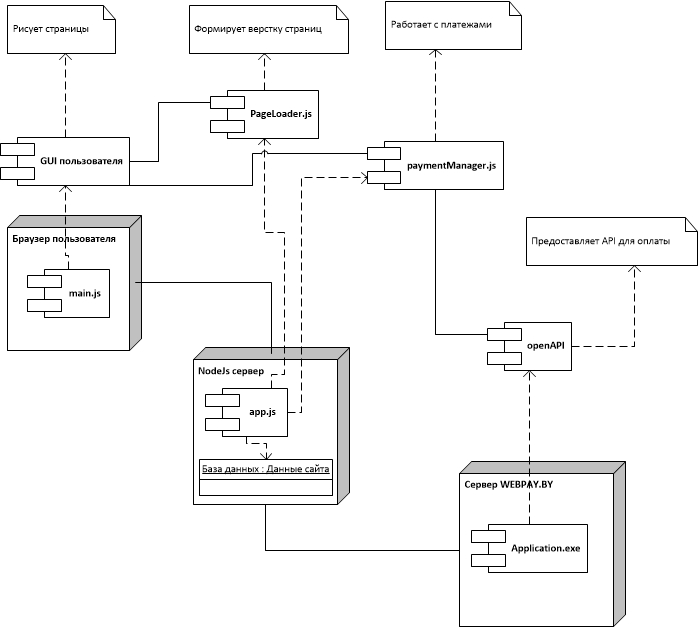 Рисует страницы
Формирует верстку страниц
Работает с платежами
PageLoader.js
GUI пользователя
paymentManager.js
Браузер пользователя
Предоставляет API для оплаты
main.js
openAPI
NodeJs сервер
app.js
База данных : Данные сайта
Сервер WEBPAY.BY
Application.exe